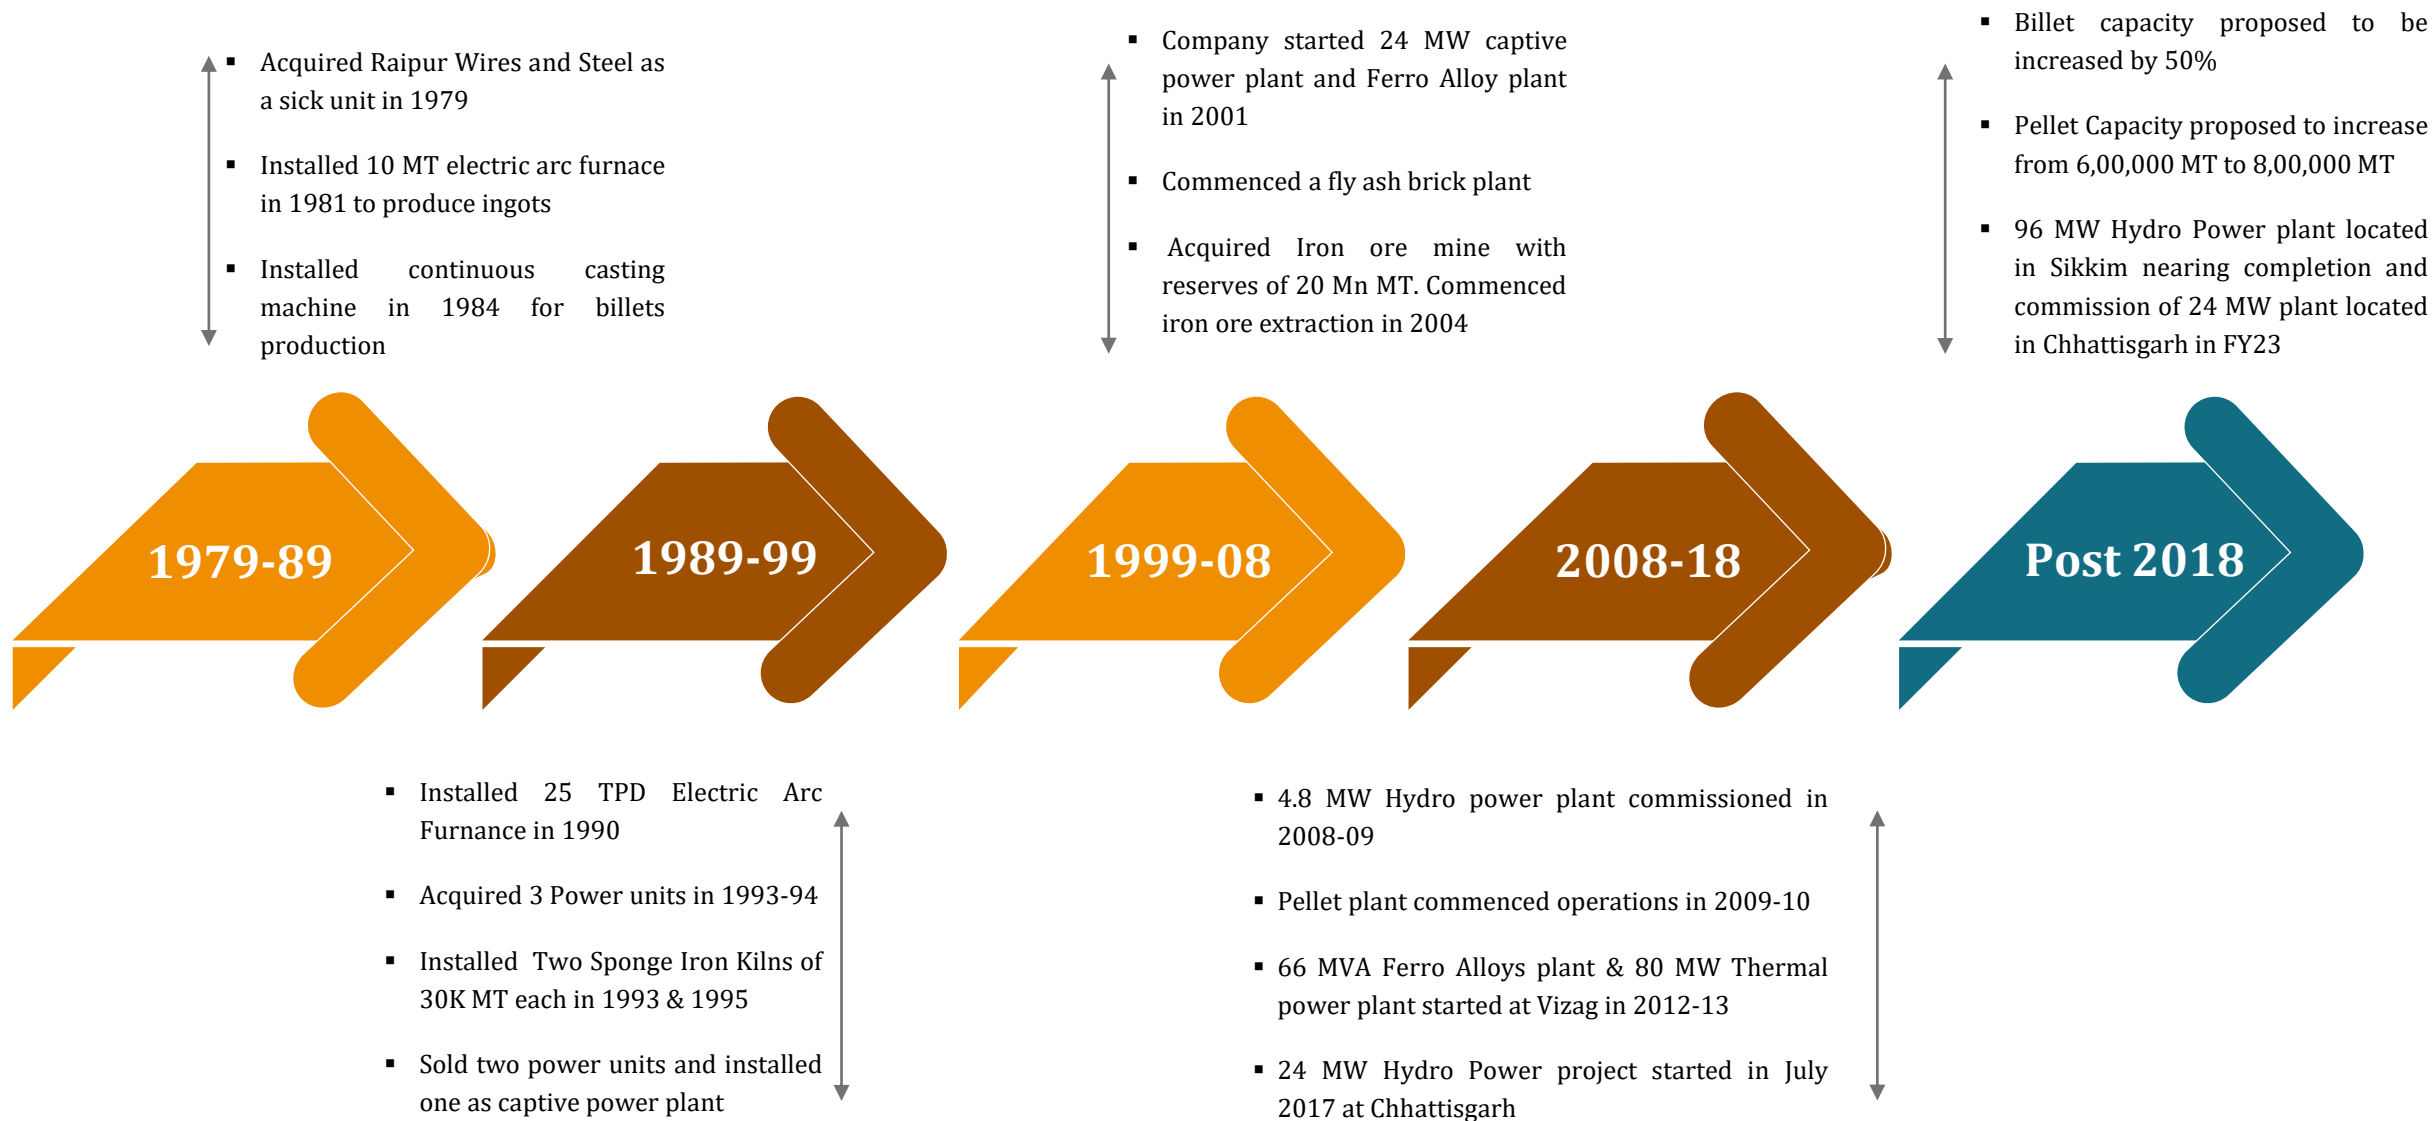 ▪ Acquired Raipur Wires and Steel as
a sick unit in 1979
▪ Installed 10 MT electric arc furnace
in 1981 to produce ingots
▪ Installed continuous casting
machine in 1984 for billets
production
▪ Company started 24 MW captive
power plant and Ferro Alloy plant
in 2001
▪ Commenced a fly ash brick plant
▪ Acquired Iron ore mine with
reserves of 20 Mn MT. Commenced
iron ore extraction in 2004
▪ Billet capacity proposed to be
increased by 50%
▪ Pellet Capacity proposed to increase
from 6,00,000 MT to 8,00,000 MT
▪ 96 MW Hydro Power plant located
in Sikkim nearing completion and
commission of 24 MW plant located
in Chhattisgarh in FY23
1979-89
1989-99
1999-08
2008-18
Post 2018
▪ Installed 25 TPD Electric Arc
Furnance in 1990
▪ Acquired 3 Power units in 1993-94
▪ Installed Two Sponge Iron Kilns of
30K MT each in 1993 & 1995
▪ Sold two power units and installed
one as captive power plant
▪ 4.8 MW Hydro power plant commissioned in
2008-09
▪ Pellet plant commenced operations in 2009-10
▪ 66 MVA Ferro Alloys plant & 80 MW Thermal
power plant started at Vizag in 2012-13
▪ 24 MW Hydro Power project started in July
2017 at Chhattisgarh